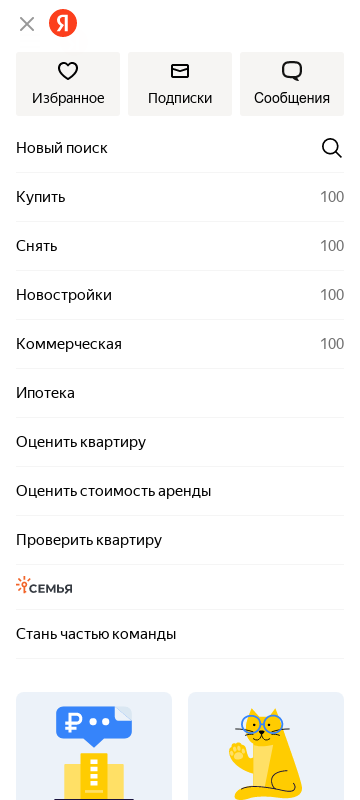 Я
Избранное
Подписки
Сообщения
Новый поиск
Купить 100
Снять 100
Новостройки 100
Коммерческая 100
Ипотека
Оценить квартиру
Оценить стоимость аренды
Проверить квартиру
СЕМЬЯ
Стань частью команды
₽